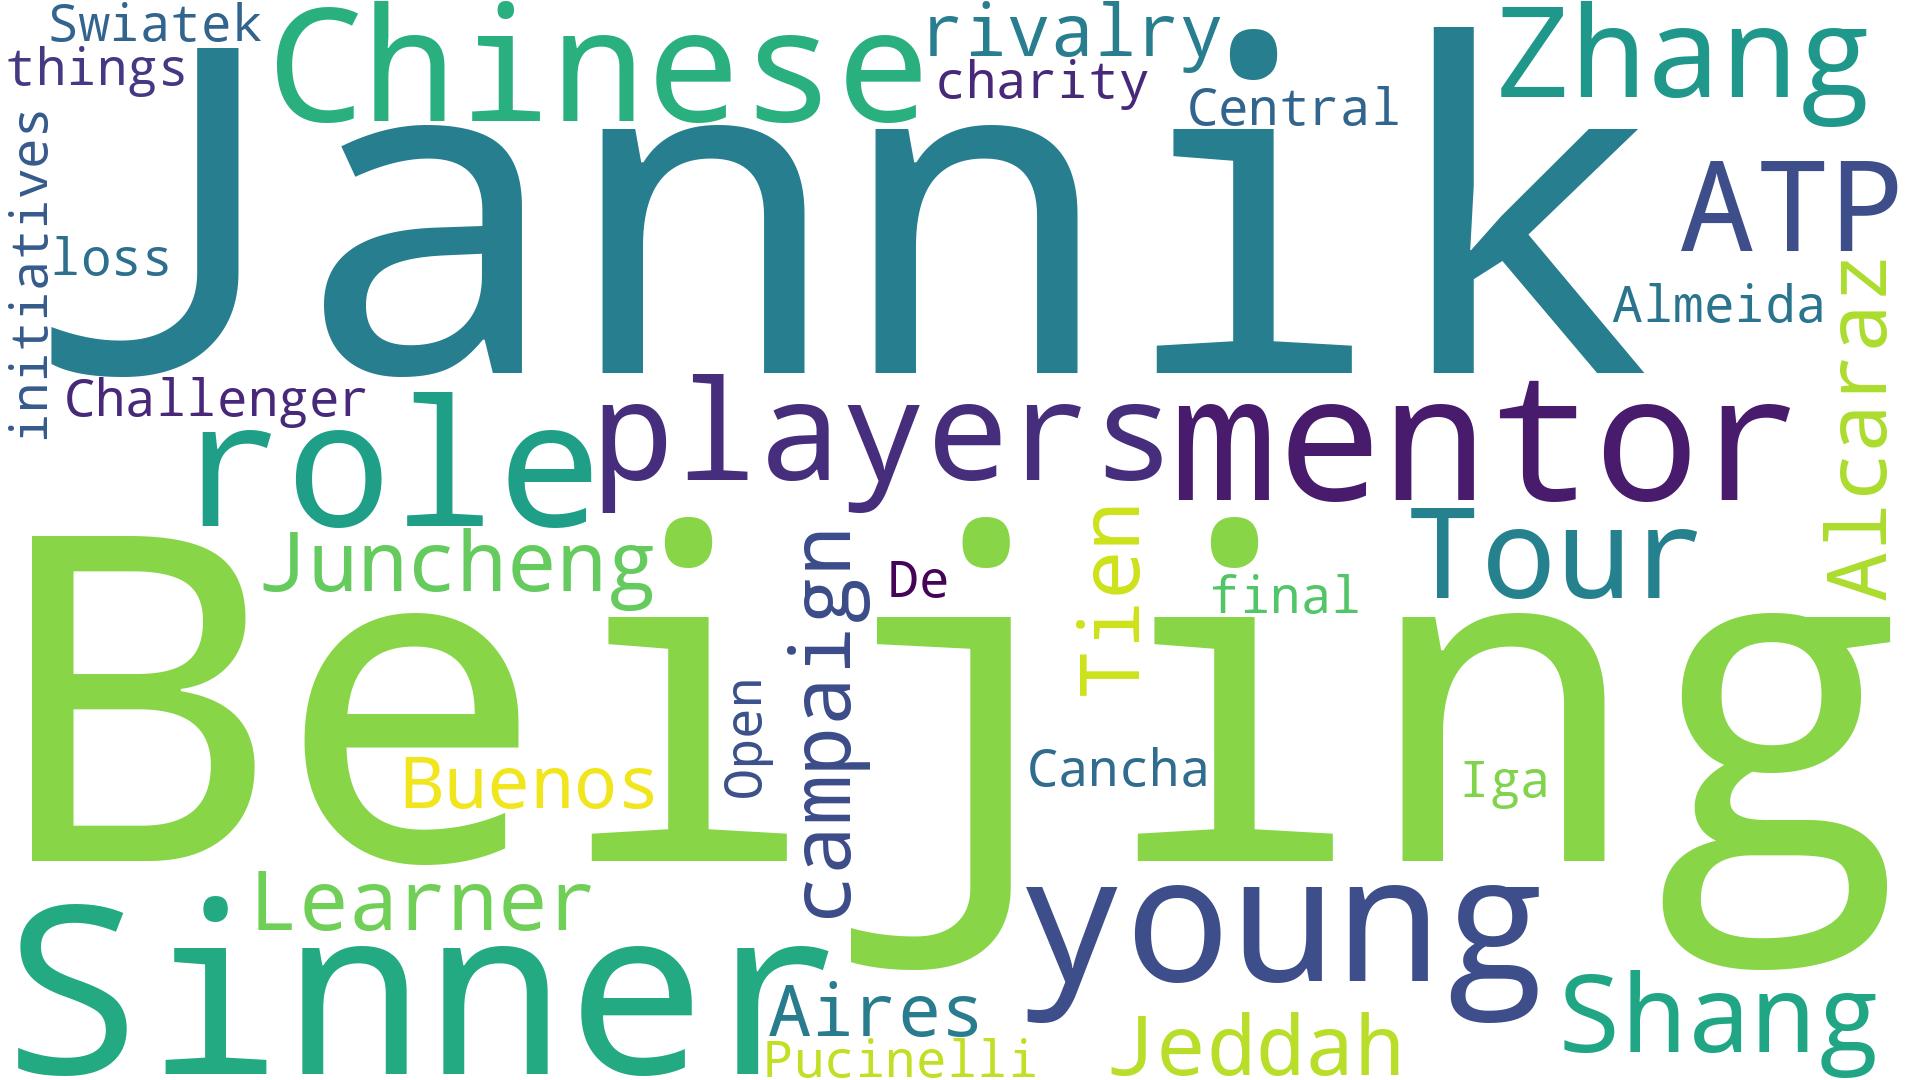 Swiatek
Chinese
rivalry
Zhang
things
charity
Central
Jannik
initiatives
ATP
loss
Almeida
Alcaraz
Challenger
role
players
mentor
Juncheng
campaign
De
Tien
final
Tour
Beijing
Buenos
Open
Cancha
Iga
Learner
young
Sinner
Aires
Shang
Pucinelli
Jeddah